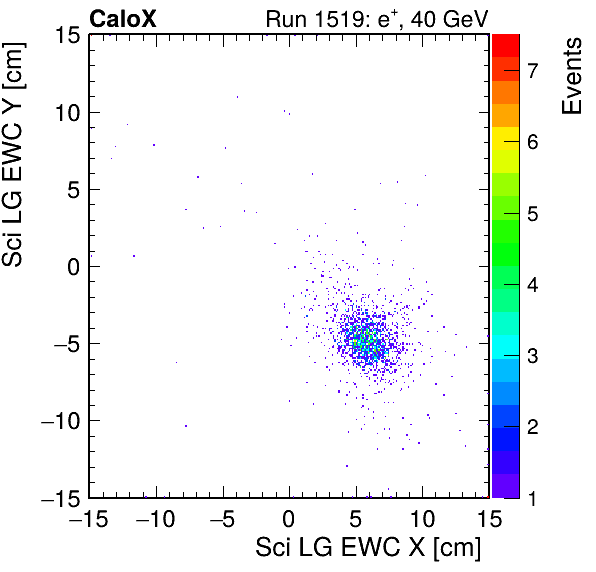 CaloX Run 1519: e+, 40 GeV
Sci LG EWC Y [cm]
15
10
5
0
−5
−10
−15
−15 −10 −5 0 5 10 15
Sci LG EWC X [cm]
Events
7
6
5
4
3
2
1